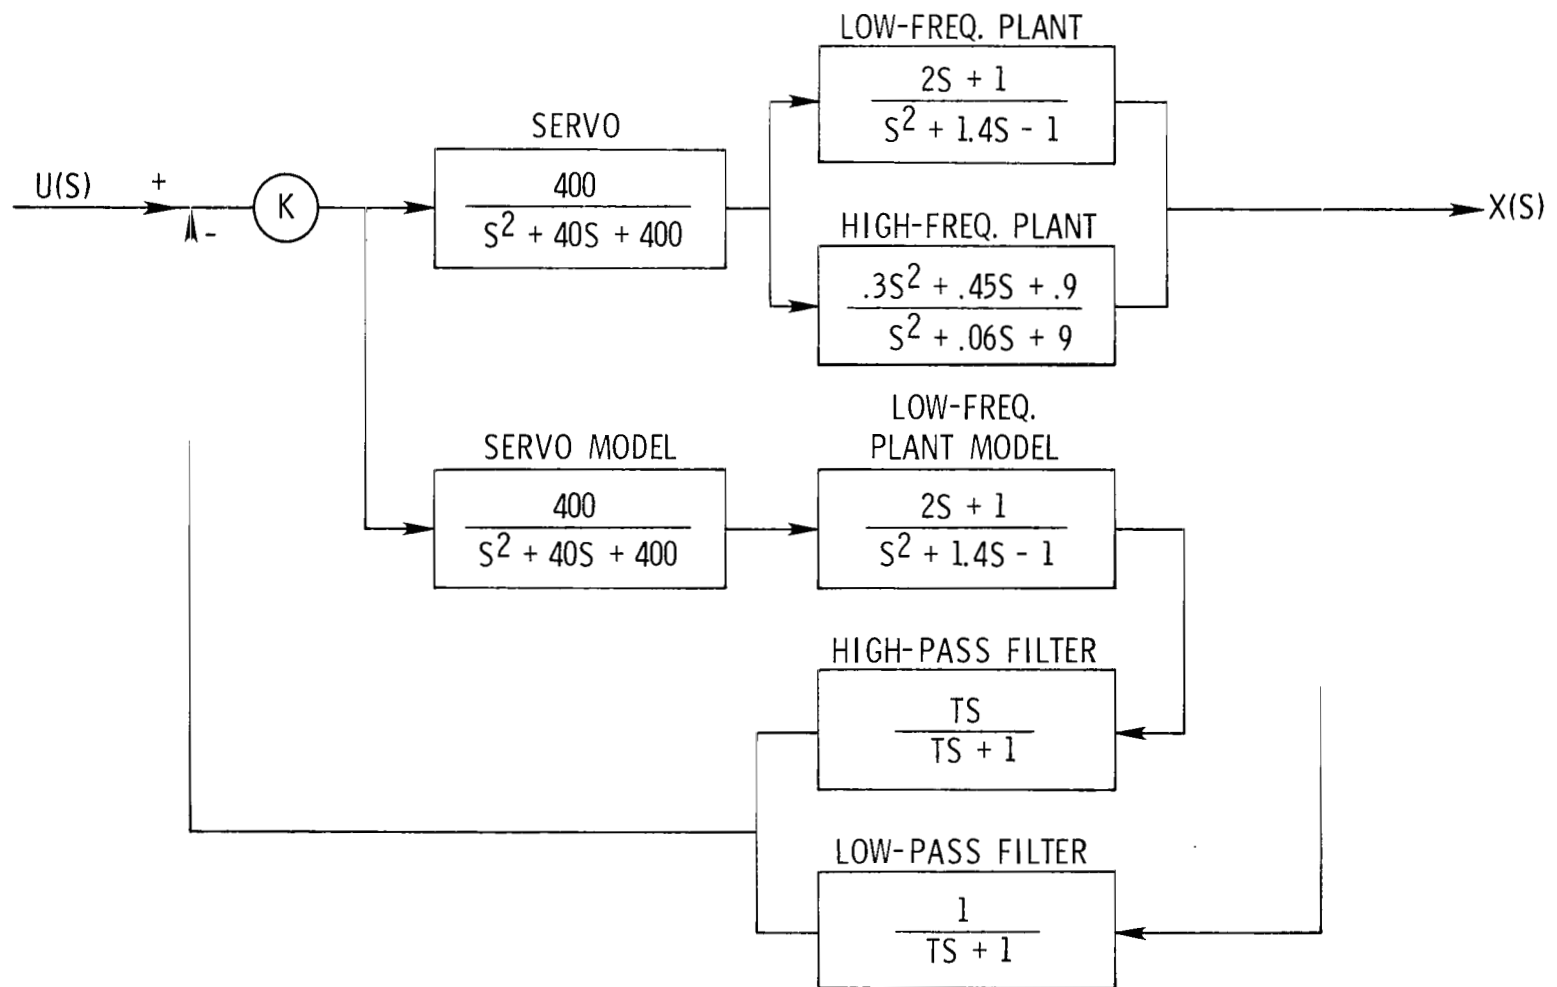 LOW-FREQ. PLANT
2S + 1
S² + 1.4S - 1
SERVO
400
S² + 40S + 400
U(S)
+
-
K
X(S)
HIGH-FREQ. PLANT
.3S² + .45S + .9
S² + .06S + 9
LOW-FREQ.
PLANT MODEL
SERVO MODEL
400
S² + 40S + 400
2S + 1
S² + 1.4S - 1
HIGH-PASS FILTER
TS
TS + 1
LOW-PASS FILTER
1
TS + 1